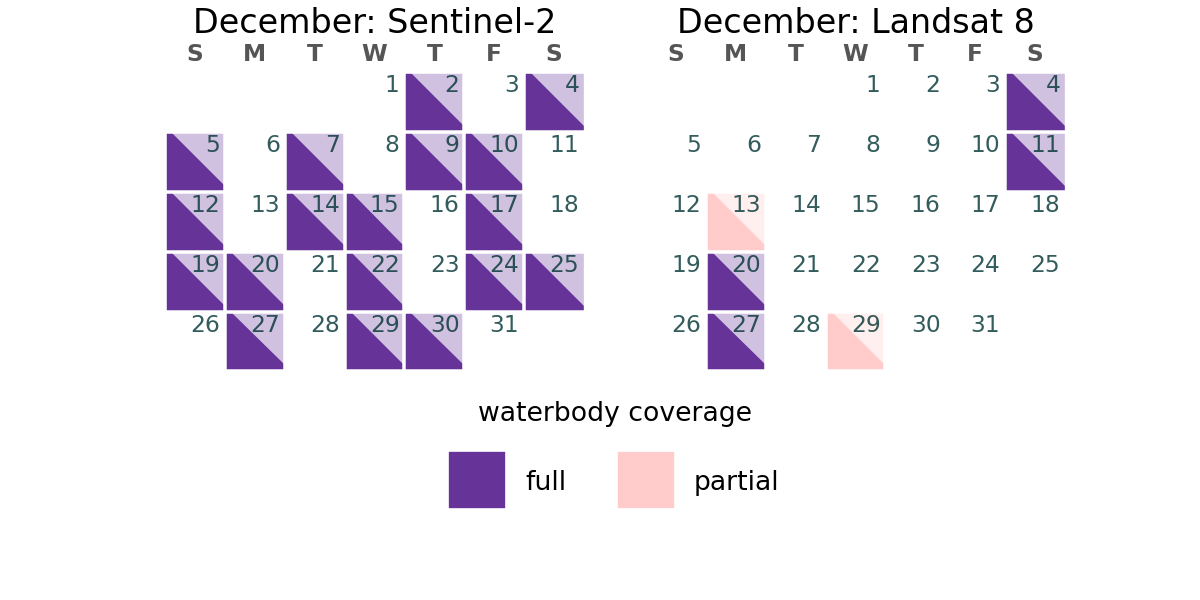 December: Sentinel-2
S M T W T F S
1 2 3 4
5 6 7 8 9 10 11
12 13 14 15 16 17 18
19 20 21 22 23 24 25
26 27 28 29 30 31
December: Landsat 8
S M T W T F S
1 2 3 4
5 6 7 8 9 10 11
12 13 14 15 16 17 18
19 20 21 22 23 24 25
26 27 28 29 30 31
waterbody coverage
full
partial